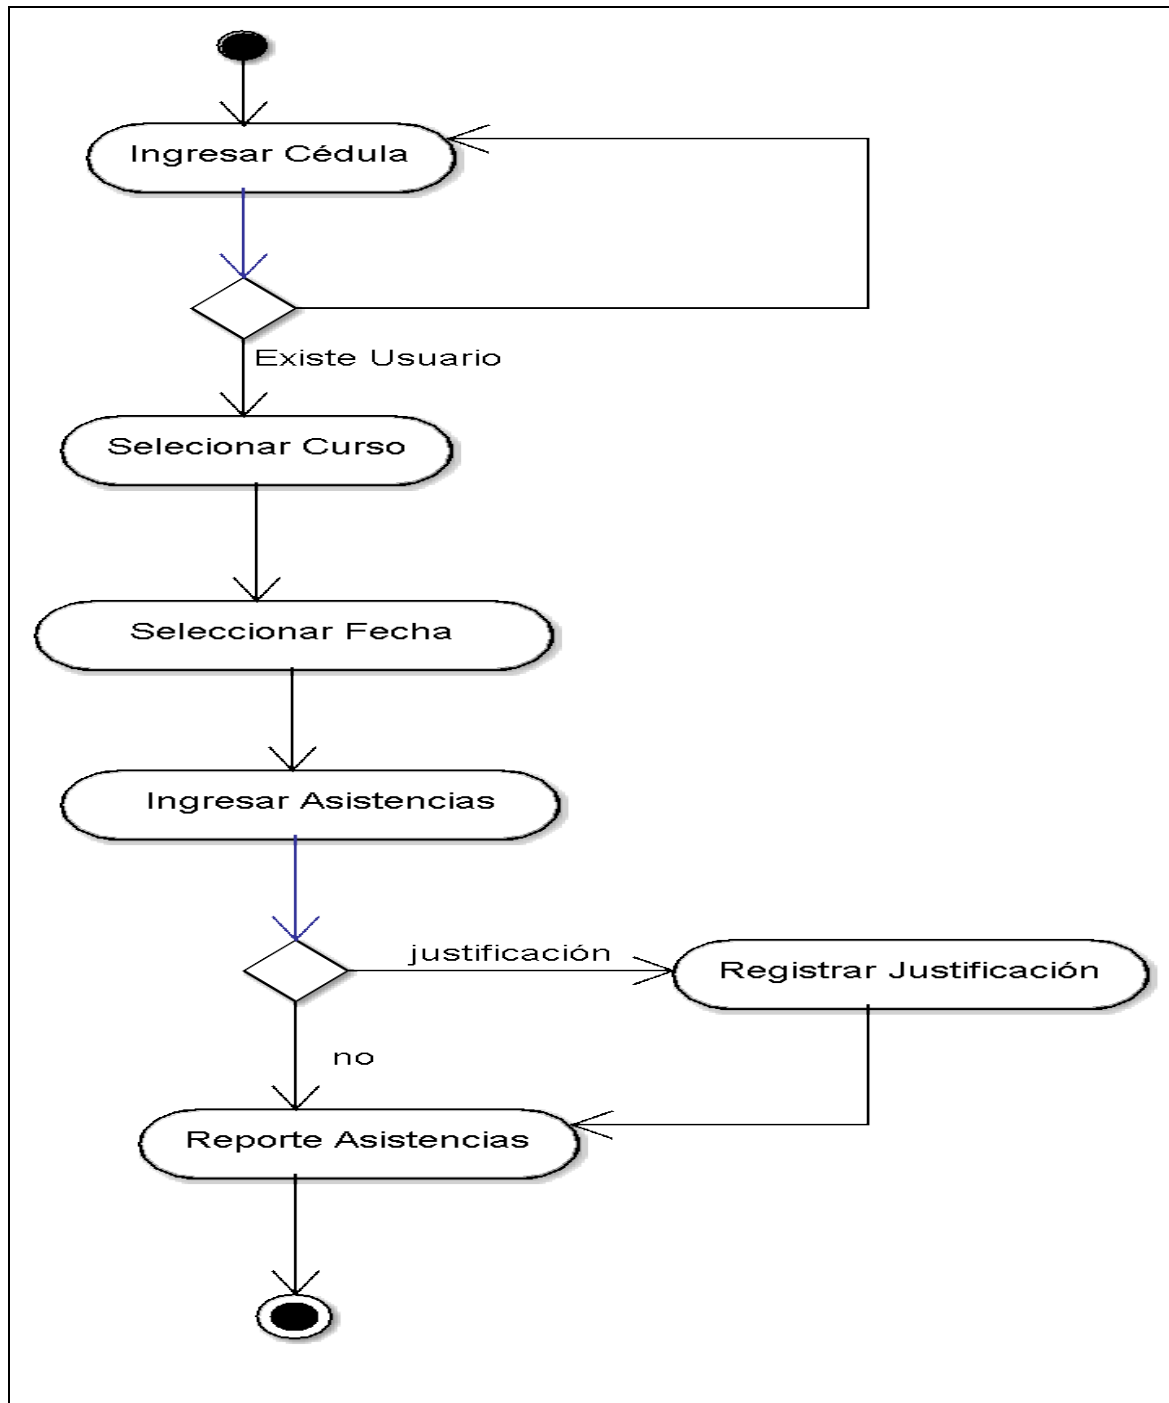 Ingresar Cédula
Existe Usuario
Selecionar Curso
Seleccionar Fecha
Ingresar Asistencias
justificación
Registrar Justificación
no
Reporte Asistencias